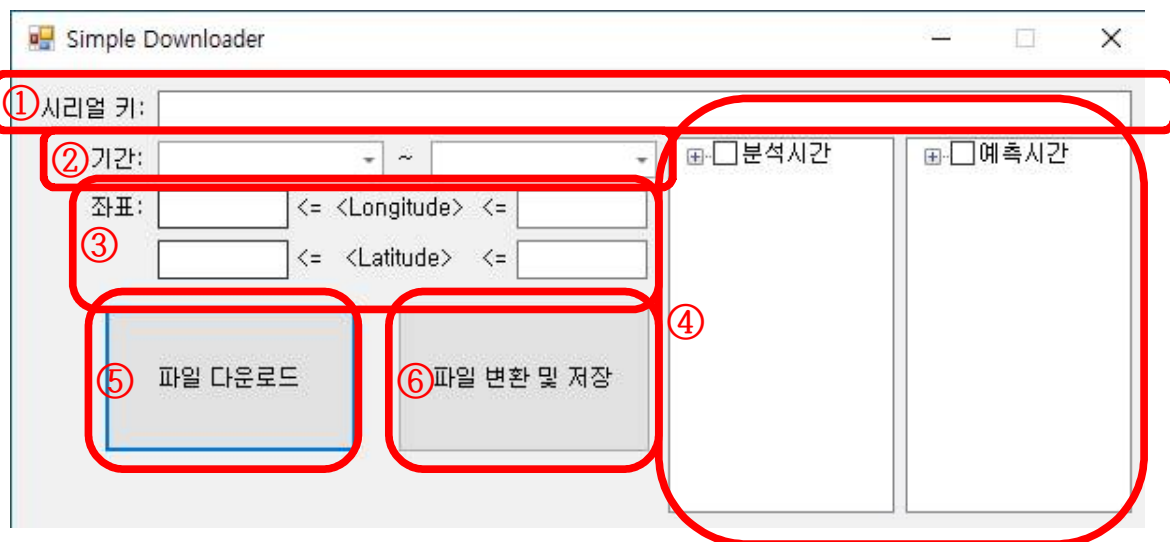 Simple Downloader
① 시리얼 키:
② 기간: ~
분석시간 예측시간
좌표: <= <Longitude> <=
③
<= <Latitude> <=
④
⑤ 파일 다운로드 ⑥ 파일 변환 및 저장